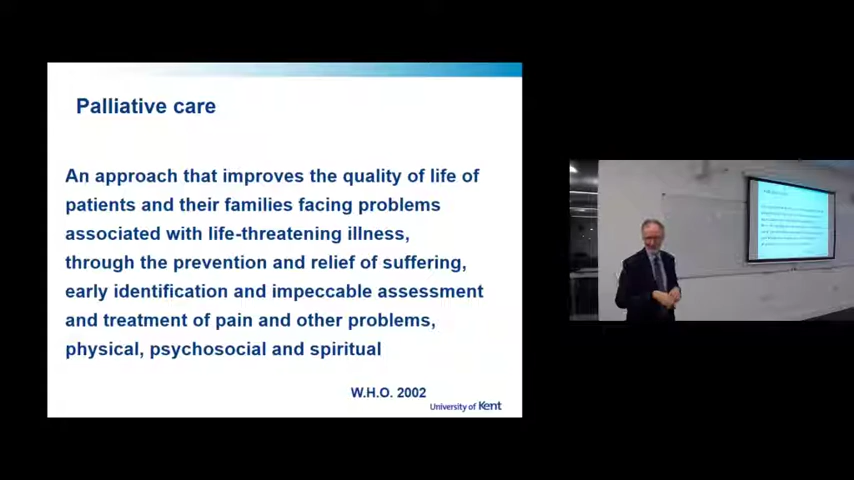 Palliative care
An approach that improves the quality of life of
patients and their families facing problems
associated with life-threatening illness,
through the prevention and relief of suffering,
early identification and impeccable assessment
and treatment of pain and other problems,
physical, psychosocial and spiritual
W.H.O. 2002
University of Kent